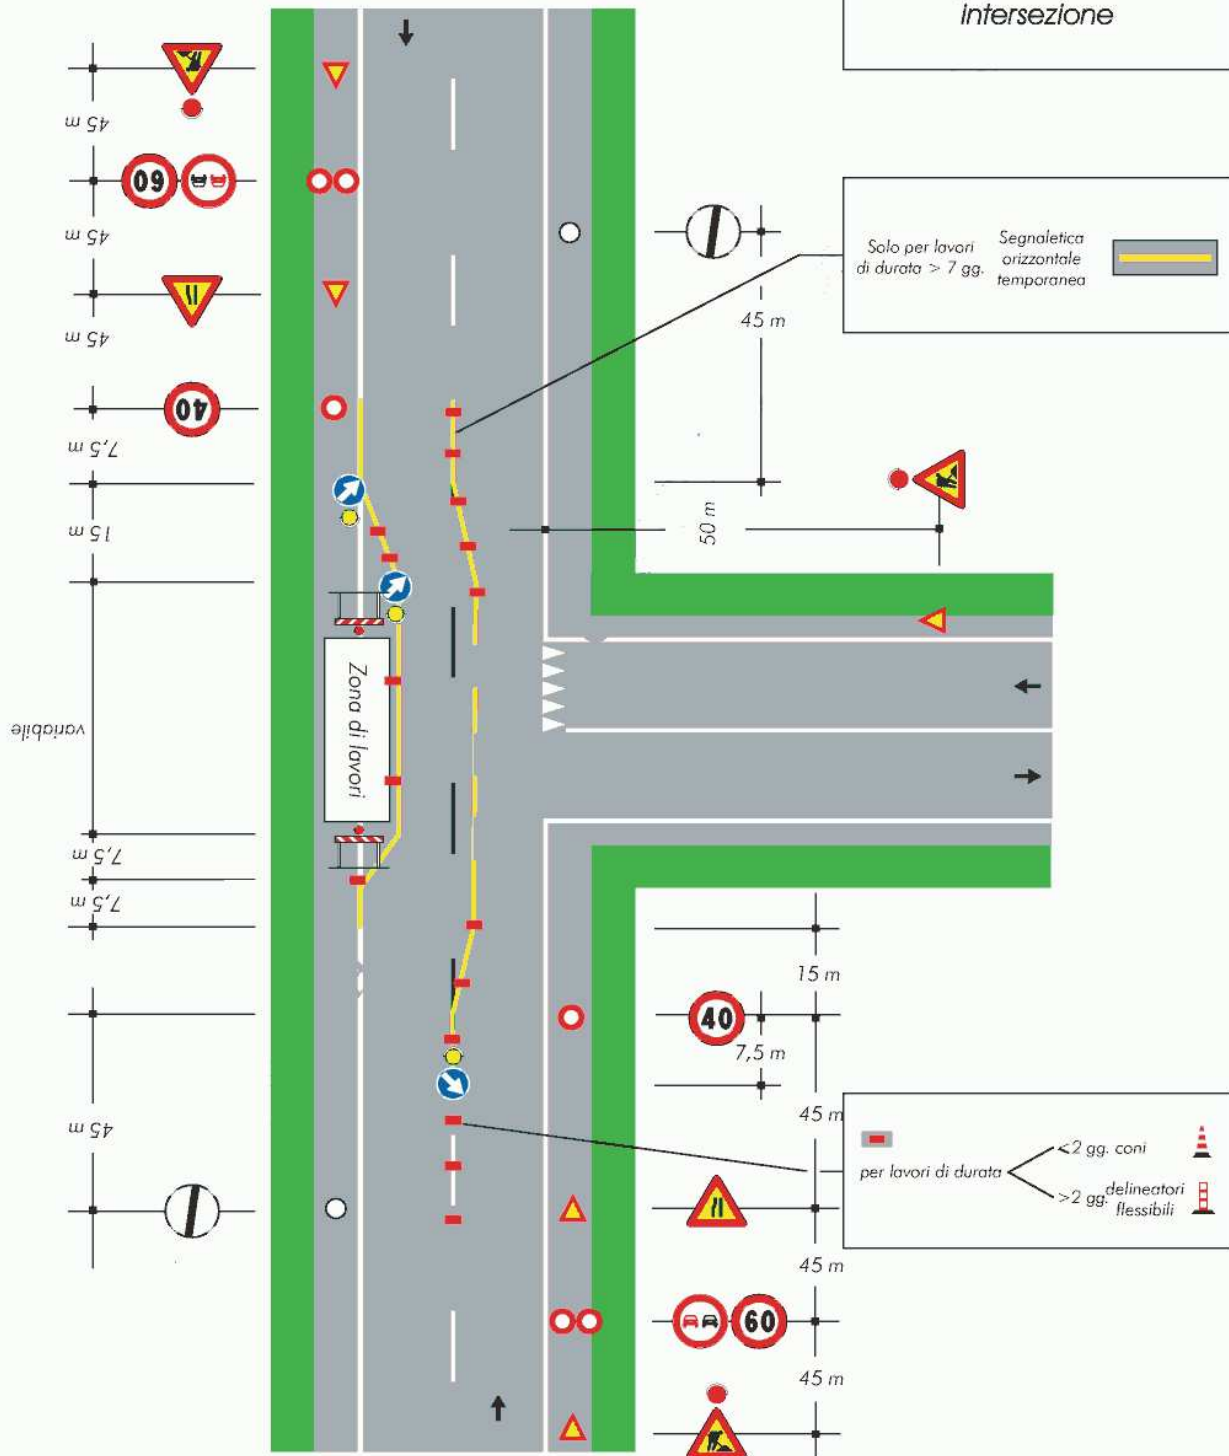 intersezione
45 m
60
45 m
45 m
40
7,5 m
15 m
variabile
7,5 m
7,5 m
45 m
Zona di lavori
Solo per lavori
di durata > 7 gg.
Segnaletica
orizzontale
temporanea
45 m
50 m
15 m
40
7,5 m
45 m
45 m
60
45 m
per lavori di durata
<2 gg. coni
>2 gg. delineatori
flessibili